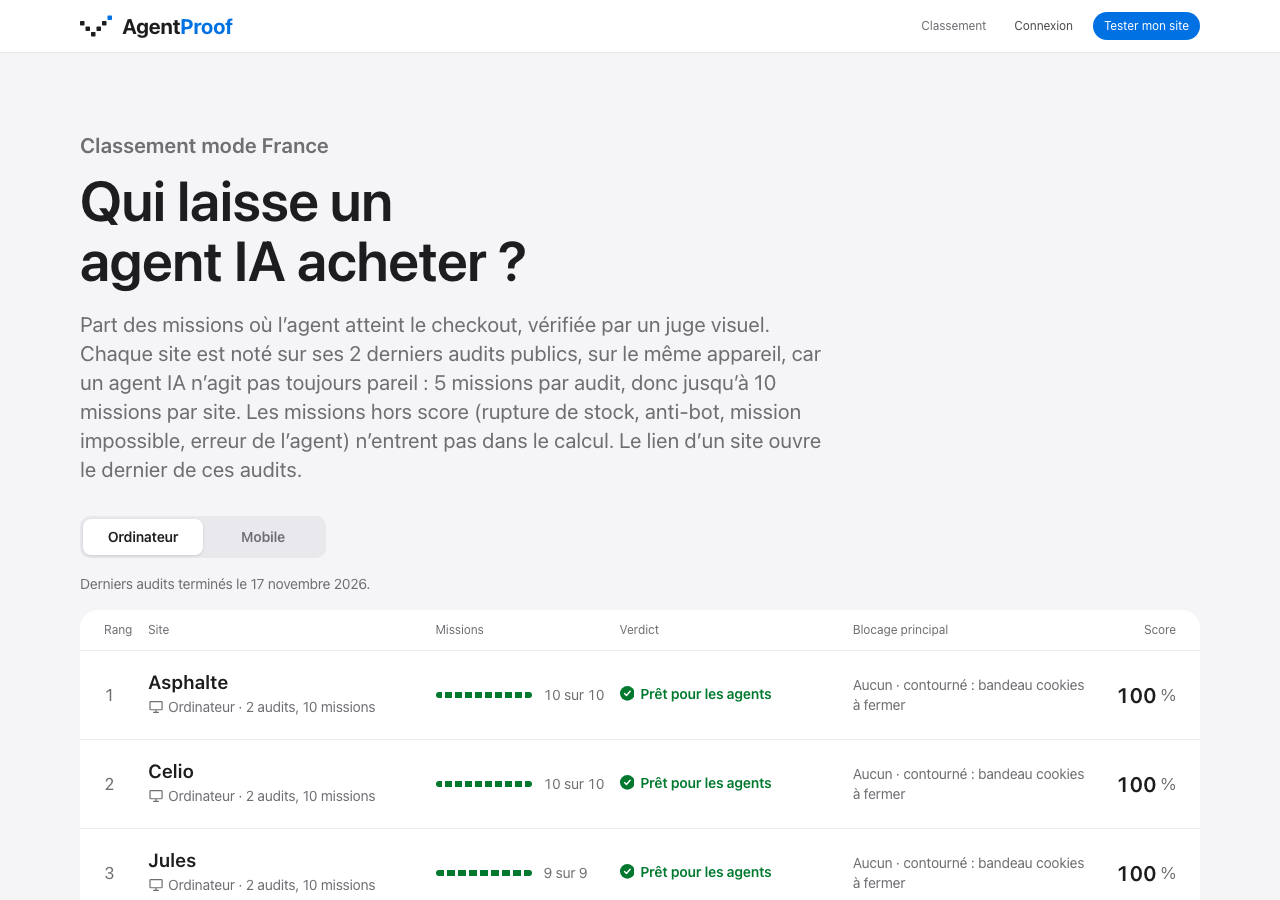 AgentProof
Classement
Connexion
Tester mon site
Classement mode France
Qui laisse un
agent IA acheter ?
Part des missions où l’agent atteint le checkout, vérifiée par un juge visuel.
Chaque site est noté sur ses 2 derniers audits publics, sur le même appareil, car
un agent IA n’agit pas toujours pareil : 5 missions par audit, donc jusqu’à 10
missions par site. Les missions hors score (rupture de stock, anti-bot, mission
impossible, erreur de l’agent) n’entrent pas dans le calcul. Le lien d’un site ouvre
le dernier de ces audits.
Ordinateur
Mobile
Derniers audits terminés le 17 novembre 2026.
Rang Site Missions Verdict Blocage principal Score
1
Asphalte
Ordinateur · 2 audits, 10 missions
10 sur 10
Prêt pour les agents
Aucun · contourné : bandeau cookies
à fermer
100 %
2
Celio
Ordinateur · 2 audits, 10 missions
10 sur 10
Prêt pour les agents
Aucun · contourné : bandeau cookies
à fermer
100 %
3
Jules
Ordinateur · 2 audits, 10 missions
9 sur 9
Prêt pour les agents
Aucun · contourné : bandeau cookies
à fermer
100 %